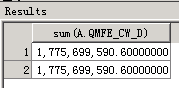 Results
sum(A.QMFE_CW_D)
1 1,775,699,590.60000000
2 1,775,699,590.60000000